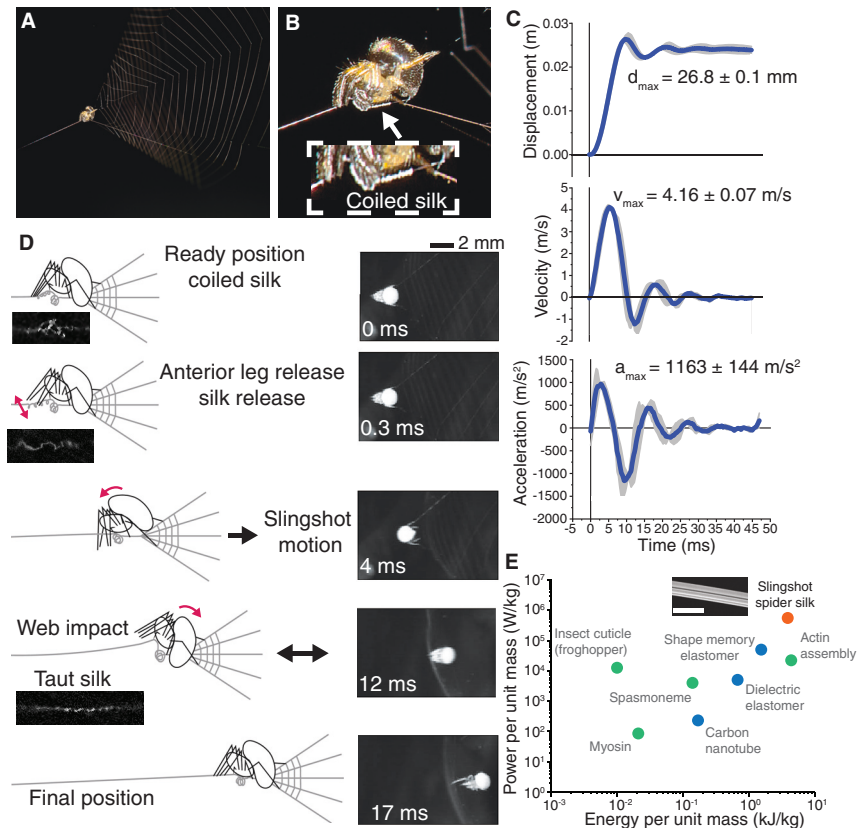 A
B
Coiled silk
C
Displacement (m)
0.03
0.02
0.01
0.00
dmax = 26.8 ± 0.1 mm
Velocity (m/s)
5
4
3
2
1
0
-1
-2
vmax = 4.16 ± 0.07 m/s
Acceleration (m/s²)
1500
1000
500
0
-500
-1000
-1500
-2000
amax = 1163 ± 144 m/s²
-5 0 5 10 15 20 25 30 35 40 45 50
Time (ms)
D
Ready position
coiled silk
2 mm
0 ms
Anterior leg release
silk release
0.3 ms
Slingshot
motion
4 ms
Web impact
Taut silk
12 ms
Final position
17 ms
E
Power per unit mass (W/kg)
10⁷
10⁶
10⁵
10⁴
10³
10²
10¹
10⁰
Slingshot
spider silk
Insect cuticle
(froghopper)
Shape memory
elastomer
Actin
assembly
Spasmoneme
Dielectric
elastomer
Myosin
Carbon
nanotube
10⁻³ 10⁻² 10⁻¹ 10⁰ 10¹
Energy per unit mass (kJ/kg)